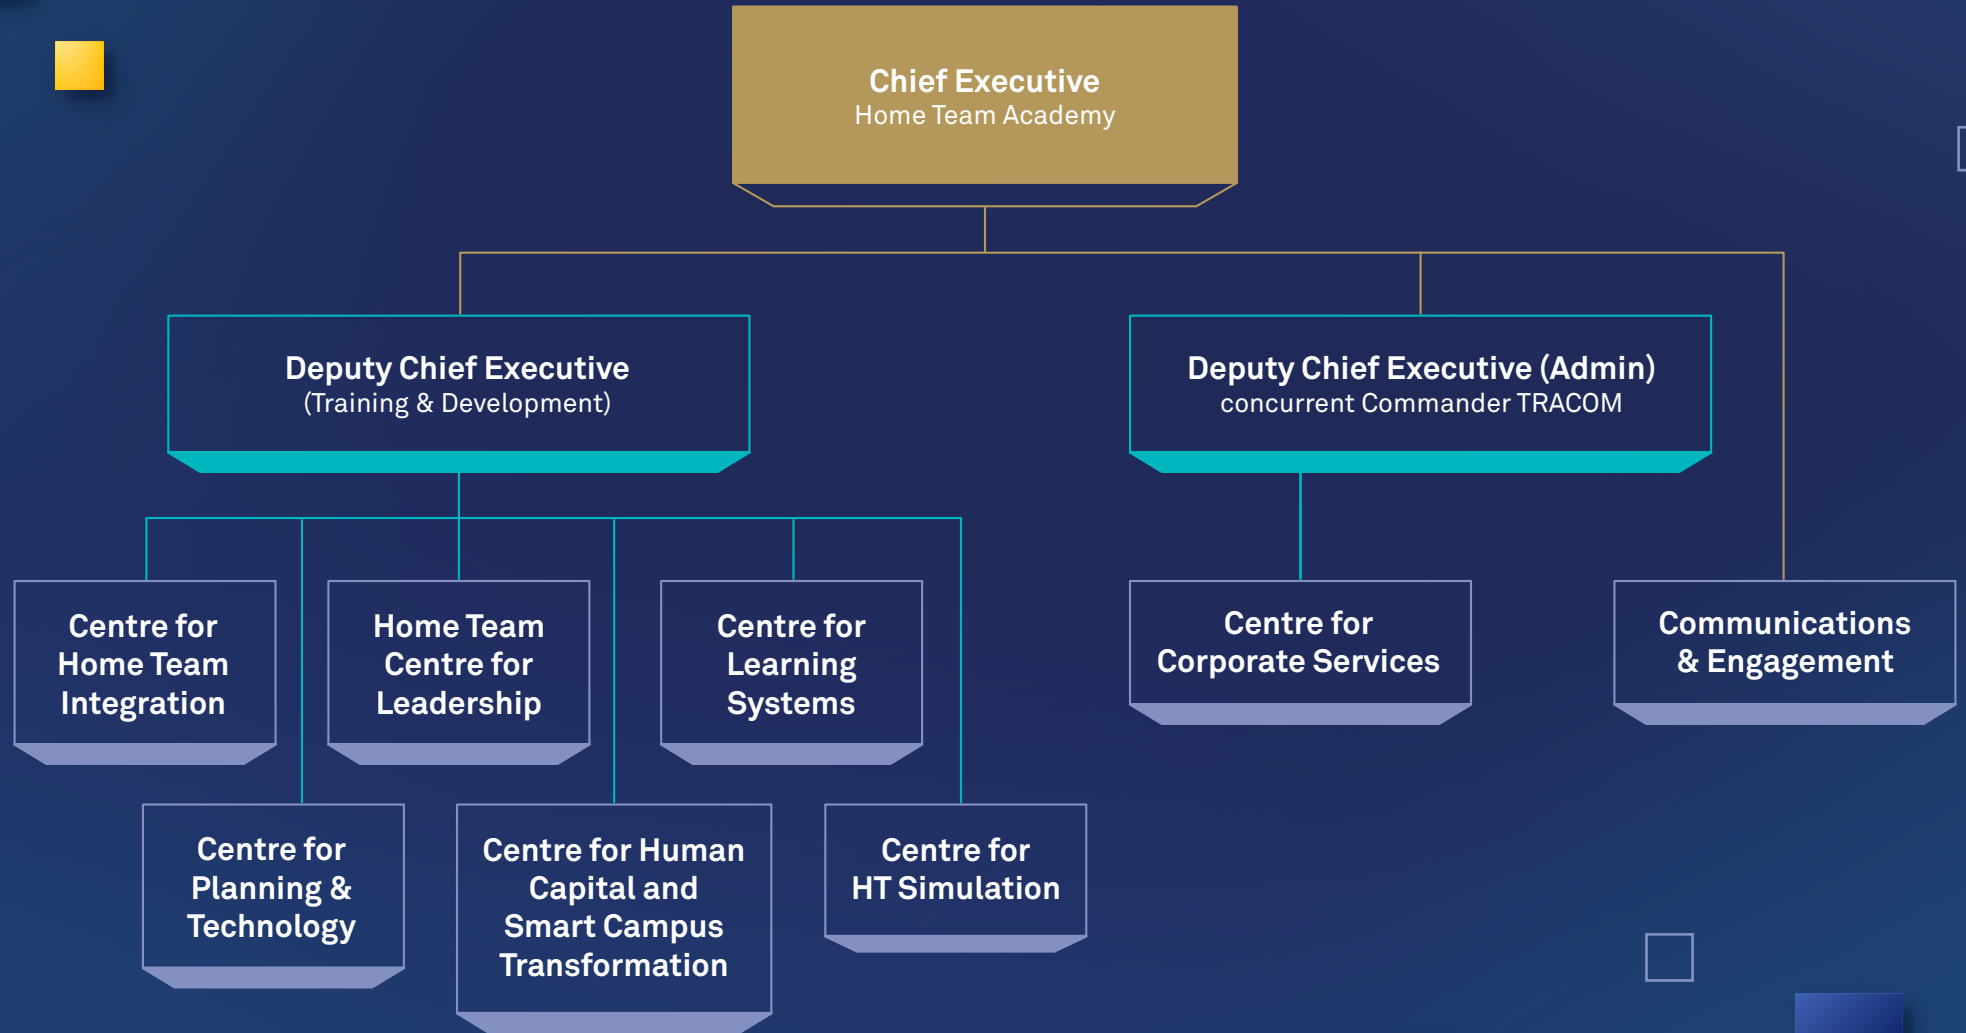 Chief Executive
Home Team Academy
Deputy Chief Executive
(Training & Development)
Deputy Chief Executive (Admin)
concurrent Commander TRACOM
Centre for
Home Team
Integration
Home Team
Centre for
Leadership
Centre for
Learning
Systems
Centre for
Corporate Services
Communications
& Engagement
Centre for
Planning &
Technology
Centre for Human
Capital and
Smart Campus
Transformation
Centre for
HT Simulation